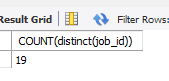 Result Grid Filter Rows:
COUNT(distinct(job_id))
19